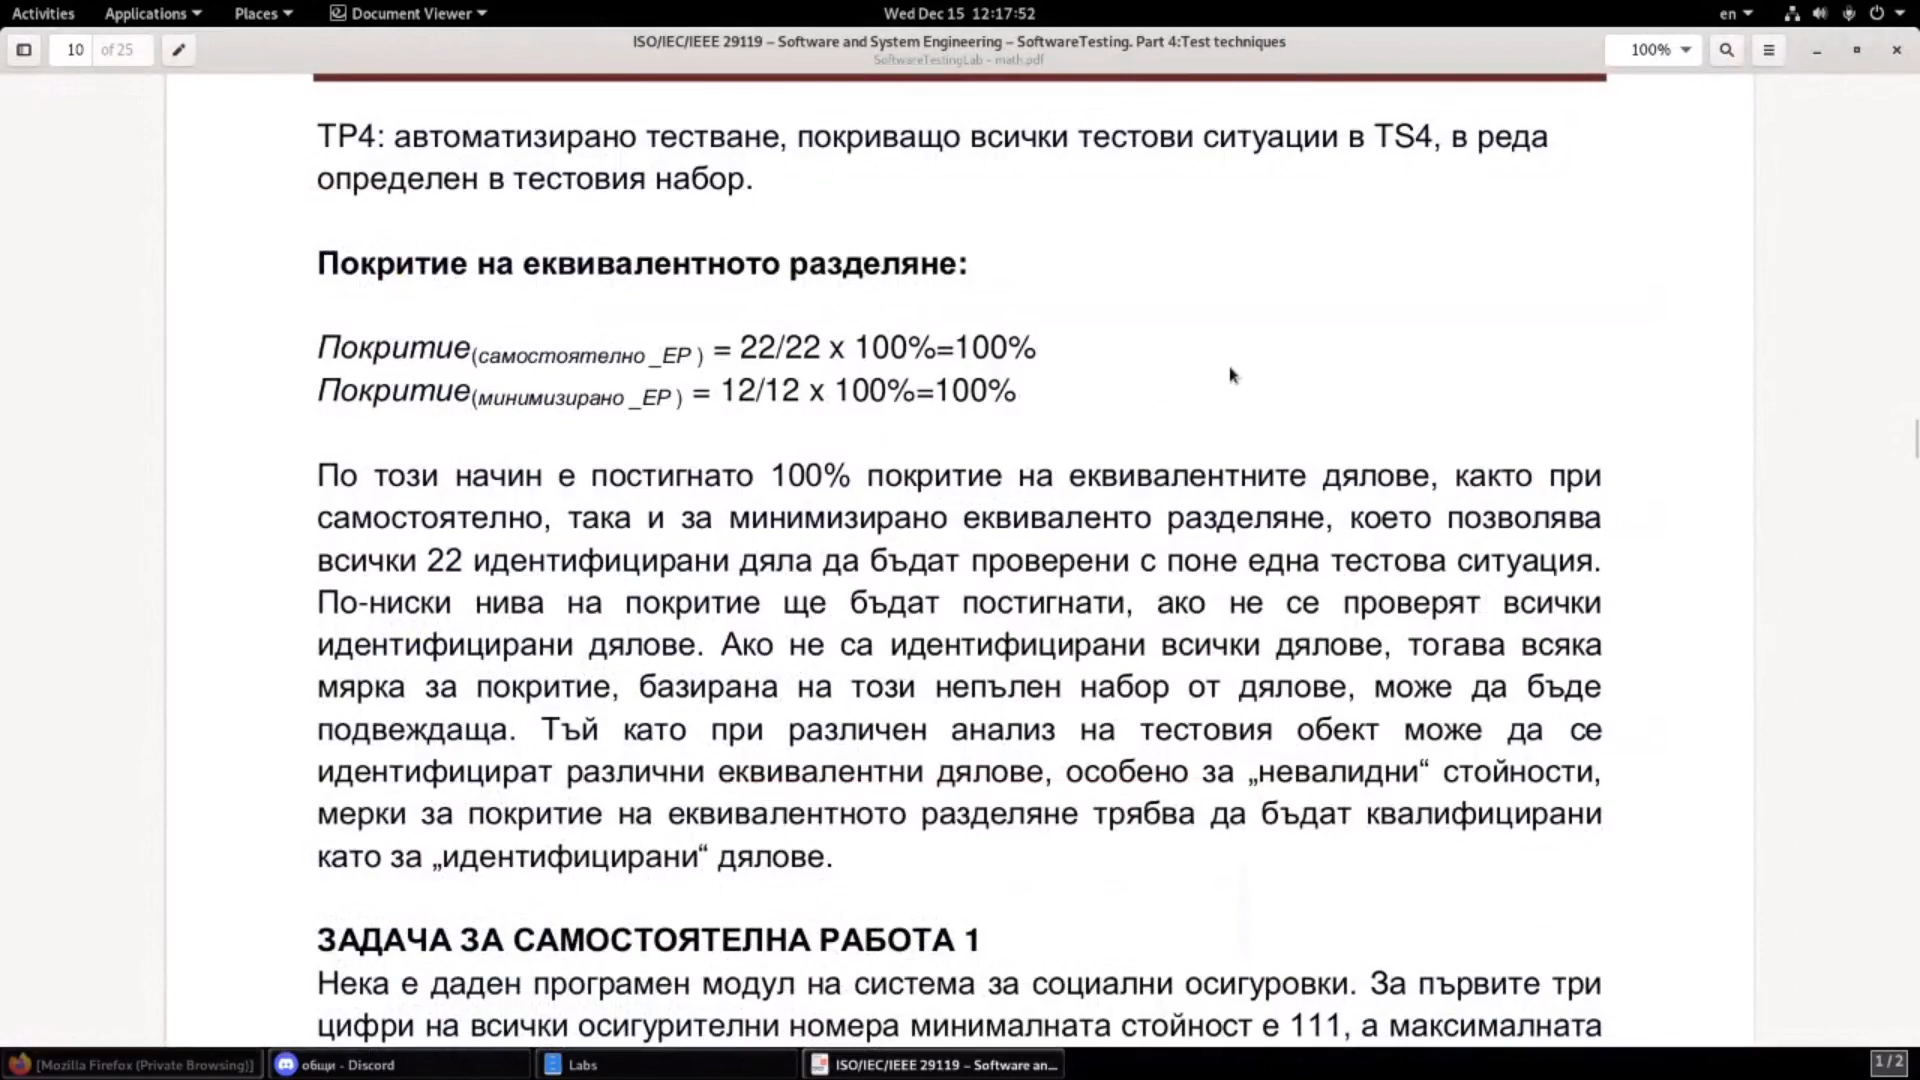 Activities Applications Places Document Viewer Wed Dec 15 12:17:52 en
10 of 25 ISO/IEC/IEEE 29119 – Software and System Engineering – SoftwareTesting. Part 4:Test techniques 100%
SoftwareTestingLab - math.pdf
TP4: автоматизирано тестване, покриващо всички тестови ситуации в TS4, в реда
определен в тестовия набор.
Покритие на еквивалентното разделяне:
Покритие(самостоятелно _EP ) = 22/22 x 100%=100%
Покритие(минимизирано _EP ) = 12/12 x 100%=100%
По този начин е постигнато 100% покритие на еквивалентните дялове, както при
самостоятелно, така и за минимизирано еквиваленто разделяне, което позволява
всички 22 идентифицирани дяла да бъдат проверени с поне една тестова ситуация.
По-ниски нива на покритие ще бъдат постигнати, ако не се проверят всички
идентифицирани дялове. Ако не са идентифицирани всички дялове, тогава всяка
мярка за покритие, базирана на този непълен набор от дялове, може да бъде
подвеждаща. Тъй като при различен анализ на тестовия обект може да се
идентифицират различни еквивалентни дялове, особено за „невалидни“ стойности,
мерки за покритие на еквивалентното разделяне трябва да бъдат квалифицирани
като за „идентифицирани“ дялове.
ЗАДАЧА ЗА САМОСТОЯТЕЛНА РАБОТА 1
Нека е даден програмен модул на система за социални осигуровки. За първите три
цифри на всички осигурителни номера минималната стойност е 111, а максималната
[Mozilla Firefox (Private Browsing)] общи - Discord Labs ISO/IEC/IEEE 29119 – Software an... 1 / 2